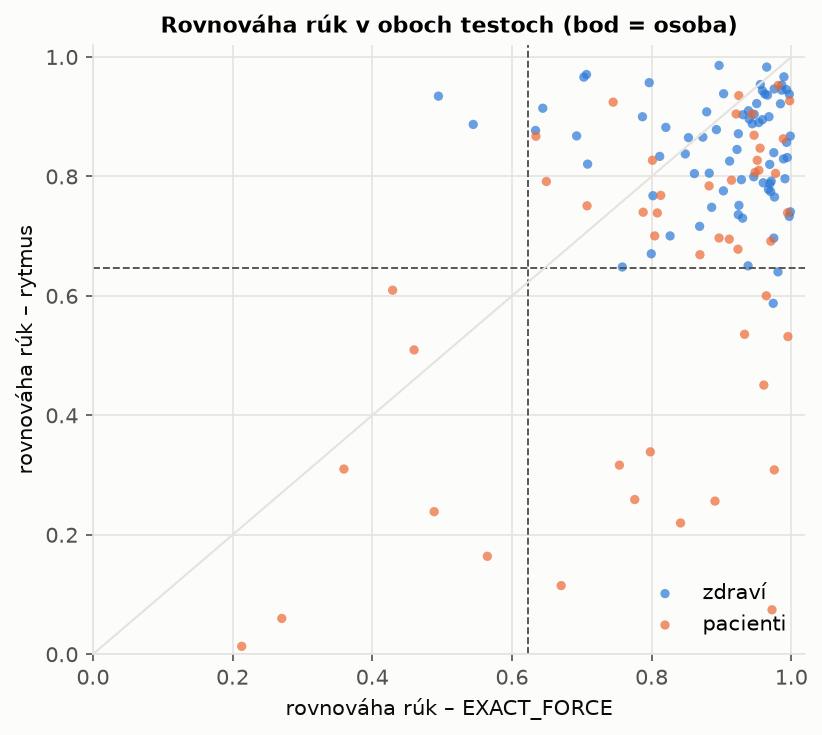 Rovnováha rúk v oboch testoch (bod = osoba)
1.0
0.8
0.6
0.4
0.2
0.0
rovnováha rúk – rytmus
zdraví
pacienti
0.0 0.2 0.4 0.6 0.8 1.0
rovnováha rúk – EXACT_FORCE